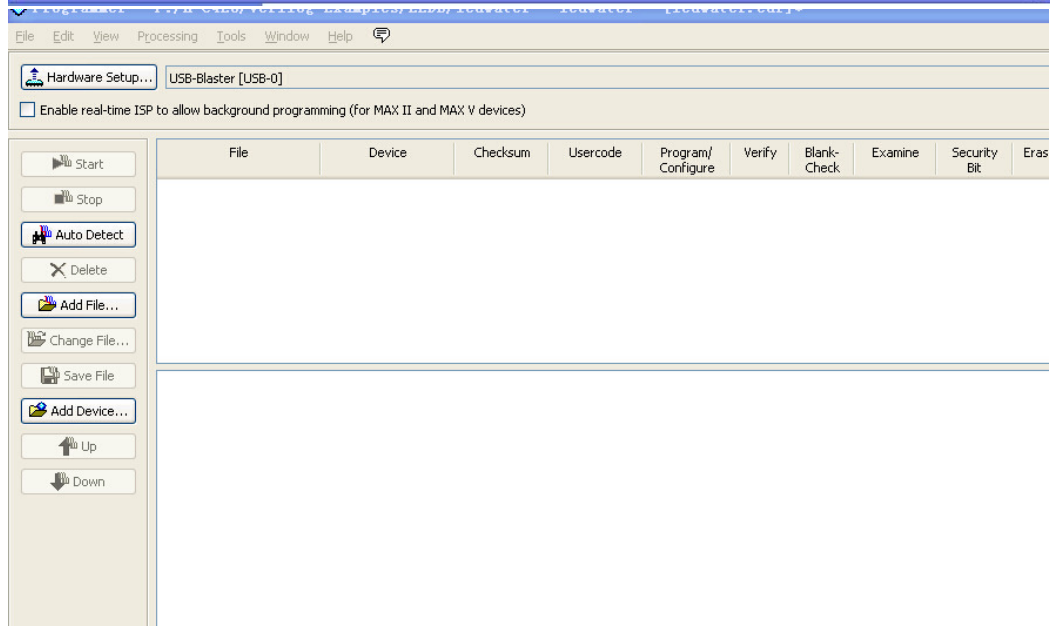 File Edit View Processing Tools Window Help
Hardware Setup... USB-Blaster [USB-0]
Enable real-time ISP to allow background programming (for MAX II and MAX V devices)
File Device Checksum Usercode Program/ Configure Verify Blank- Check Examine Security Bit Eras
Start
Stop
Auto Detect
Delete
Add File...
Change File...
Save File
Add Device...
Up
Down